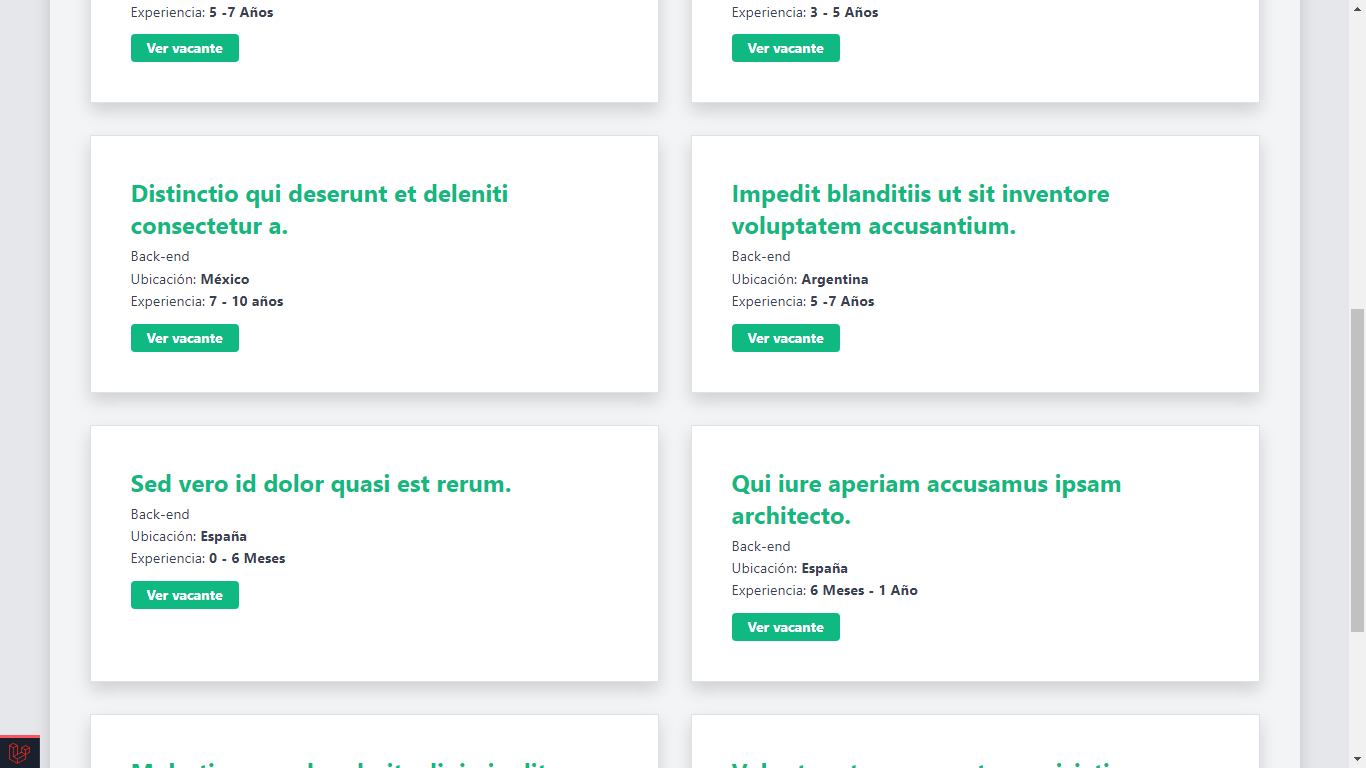 Experiencia: 5 -7 Años
Ver vacante
Experiencia: 3 - 5 Años
Ver vacante
Distinctio qui deserunt et deleniti
consectetur a.
Back-end
Ubicación: México
Experiencia: 7 - 10 años
Ver vacante
Impedit blanditiis ut sit inventore
voluptatem accusantium.
Back-end
Ubicación: Argentina
Experiencia: 5 -7 Años
Ver vacante
Sed vero id dolor quasi est rerum.
Back-end
Ubicación: España
Experiencia: 0 - 6 Meses
Ver vacante
Qui iure aperiam accusamus ipsam
architecto.
Back-end
Ubicación: España
Experiencia: 6 Meses - 1 Año
Ver vacante